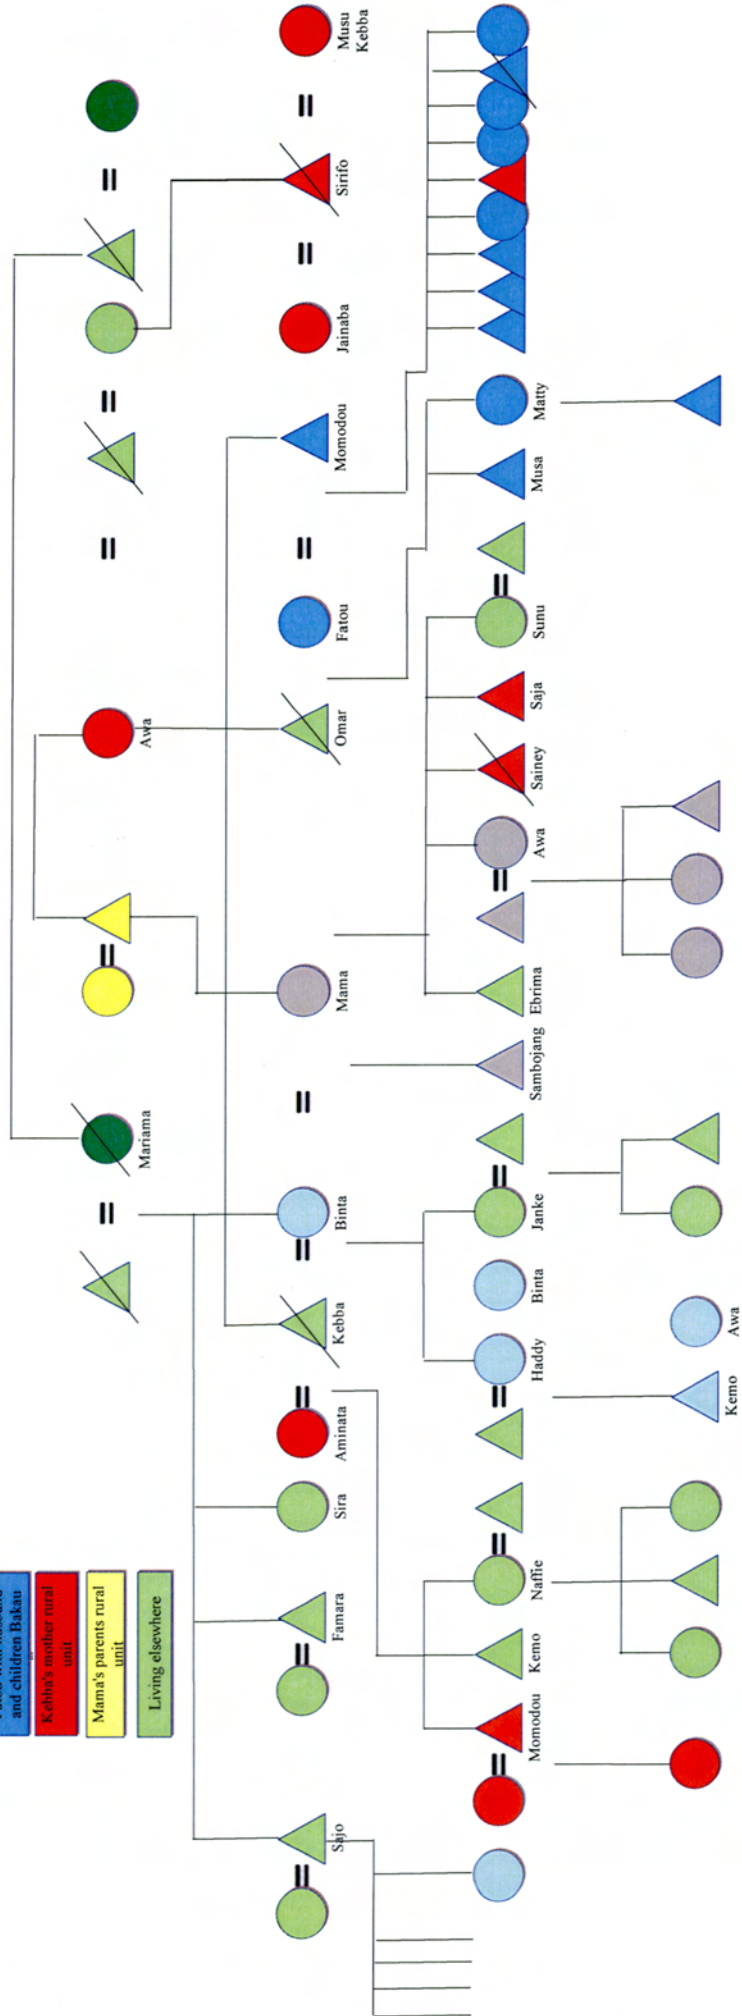 and children Bakau
Kebba's mother rural
unit
Mama's parents rural
unit
Living elsewhere
Mariama
Awa
Sajo
Famara
Sira
Aminata
Kebba
Binta
Mama
Omar
Fatou
Momodou
Jainaba
Sirifo
Musu
Kebba
Momodou
Kemo
Naffie
Haddy
Binta
Janke
Sambojang
Ebrima
Awa
Sainey
Saja
Sunu
Musa
Matty
Kemo
Awa